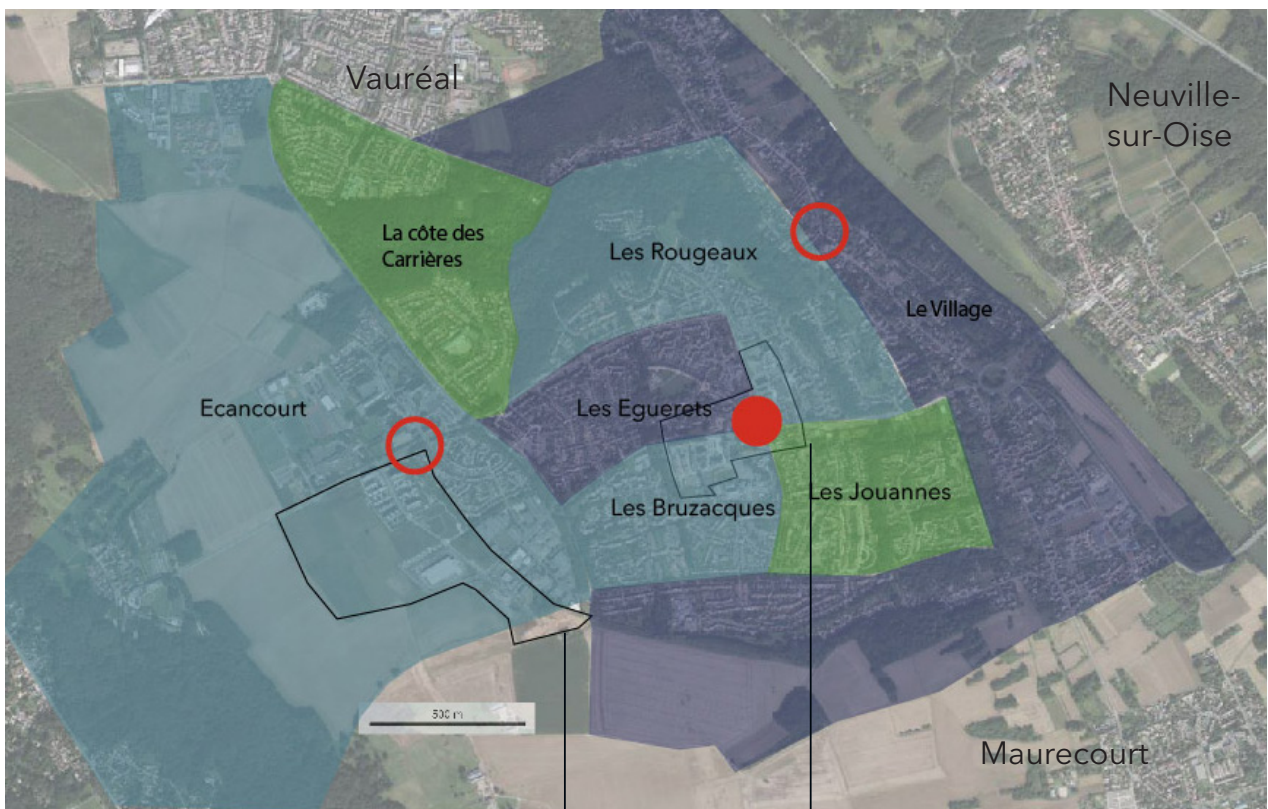 Vauréal
Neuville-
sur-Oise
La côte des
Carrières
Les Rougeaux
Le Village
Ecancourt
Les Eguerets
Les Bruzacques
Les Jouannes
500 m
Maurecourt